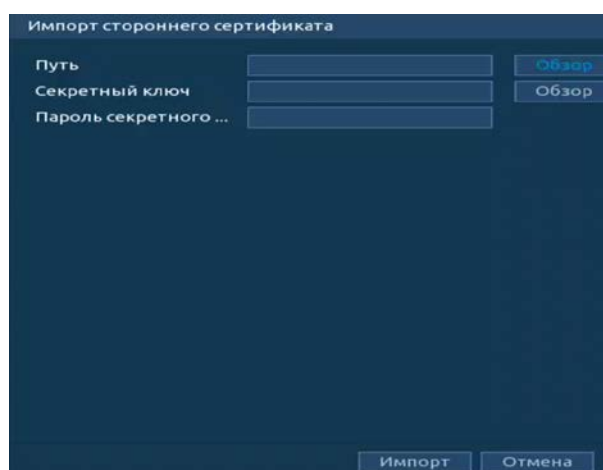 Импорт стороннего сертификата
Путь Обзор
Секретный ключ Обзор
Пароль секретного ...
Импорт Отмена